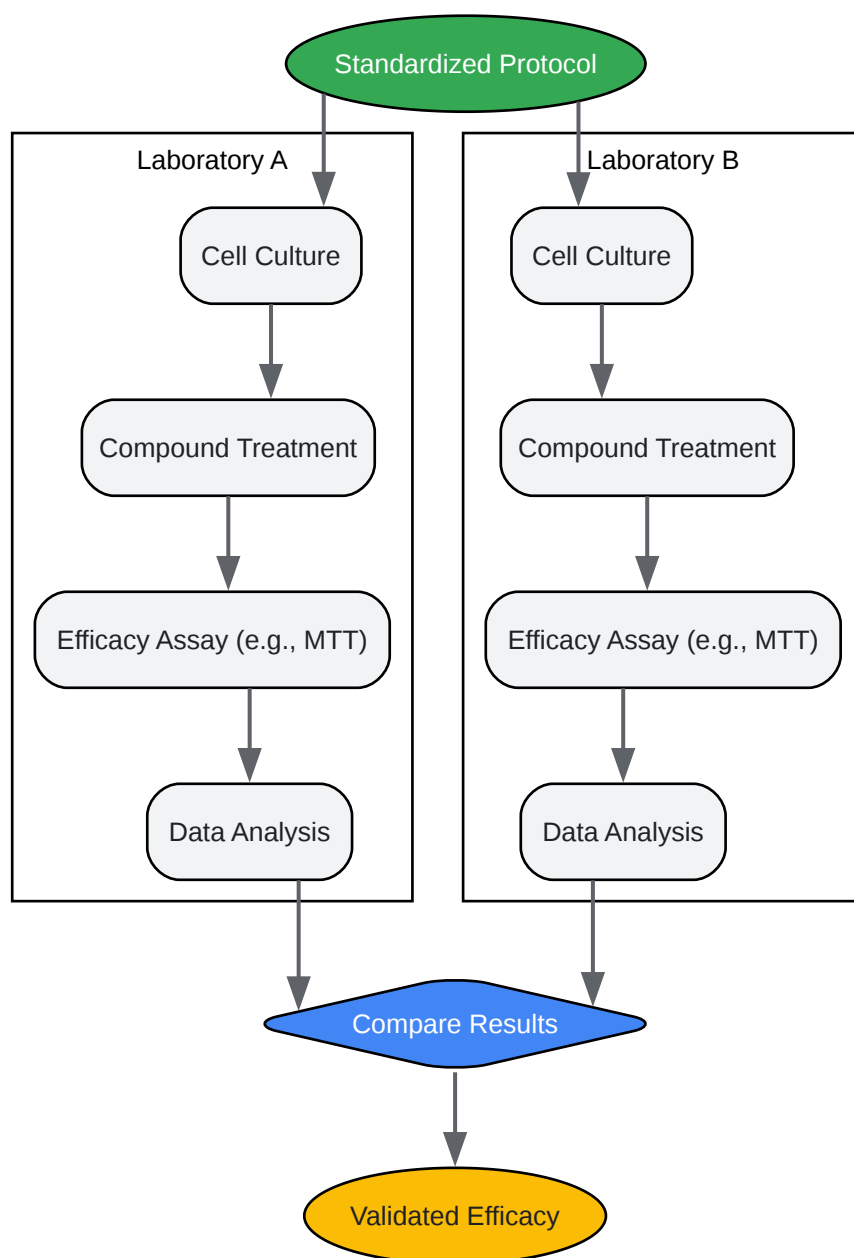 Standardized Protocol
Laboratory A
Cell Culture
Compound Treatment
Efficacy Assay (e.g., MTT)
Data Analysis
Laboratory B
Cell Culture
Compound Treatment
Efficacy Assay (e.g., MTT)
Data Analysis
Compare Results
Validated Efficacy